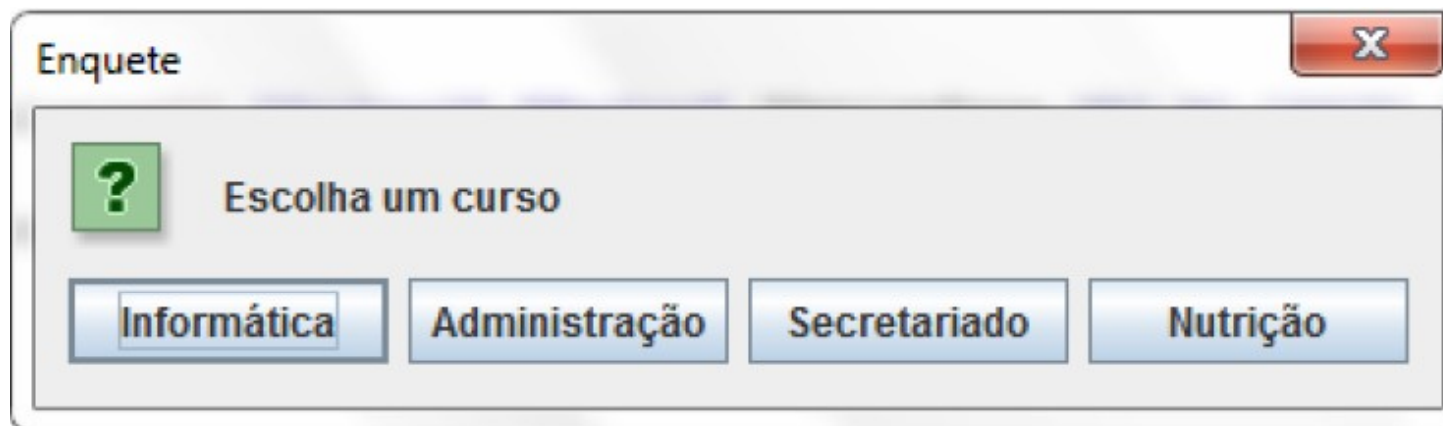 Enquete
?
Escolha um curso
Informática Administração Secretariado Nutrição